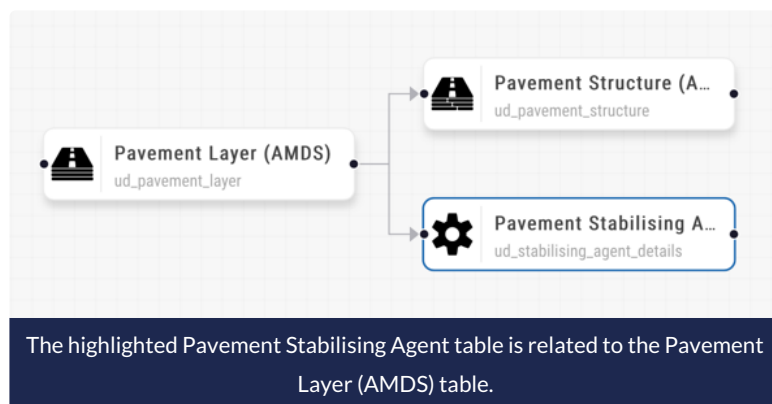 Pavement Structure (A...
ud_pavement_structure
Pavement Layer (AMDS)
ud_pavement_layer
Pavement Stabilising A...
ud_stabilising_agent_details
The highlighted Pavement Stabilising Agent table is related to the Pavement
Layer (AMDS) table.